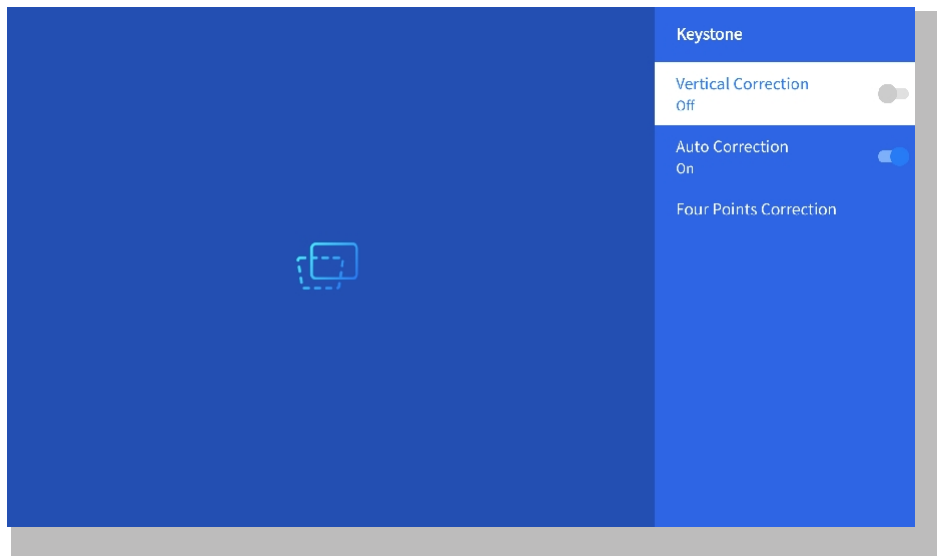 Keystone
Vertical Correction
Off
Auto Correction
On
Four Points Correction